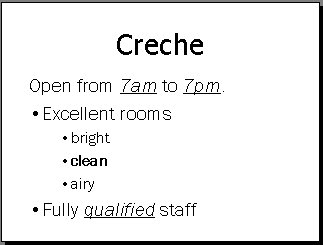 Creche
Open from 7am to 7pm.
• Excellent rooms
• bright
• clean
• airy
• Fully qualified staff